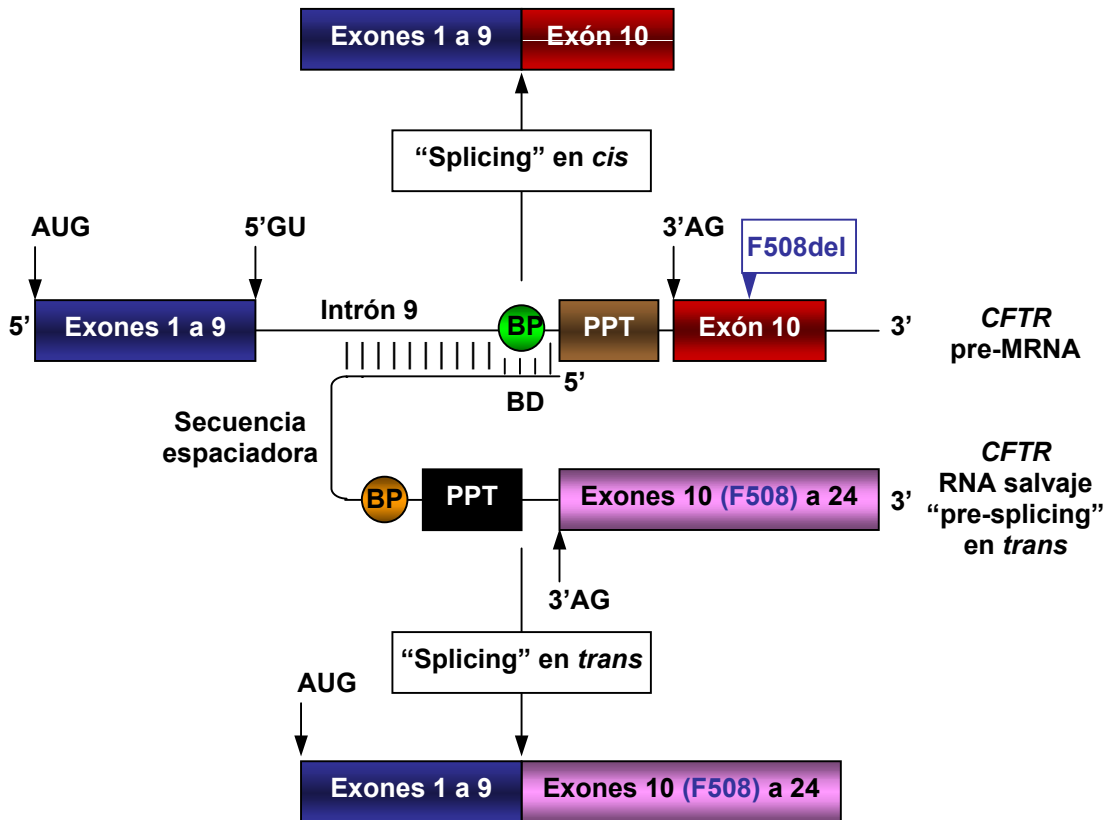 Exones 1 a 9
Exón 10
“Splicing” en cis
AUG
5’GU
3’AG
F508del
5’
Exones 1 a 9
Intrón 9
BP
PPT
Exón 10
3’
CFTR
pre-MRNA
5’
BD
Secuencia
espaciadora
BP
PPT
Exones 10 (F508) a 24
3’
CFTR
RNA salvaje
“pre-splicing”
en trans
3’AG
“Splicing” en trans
AUG
Exones 1 a 9
Exones 10 (F508) a 24